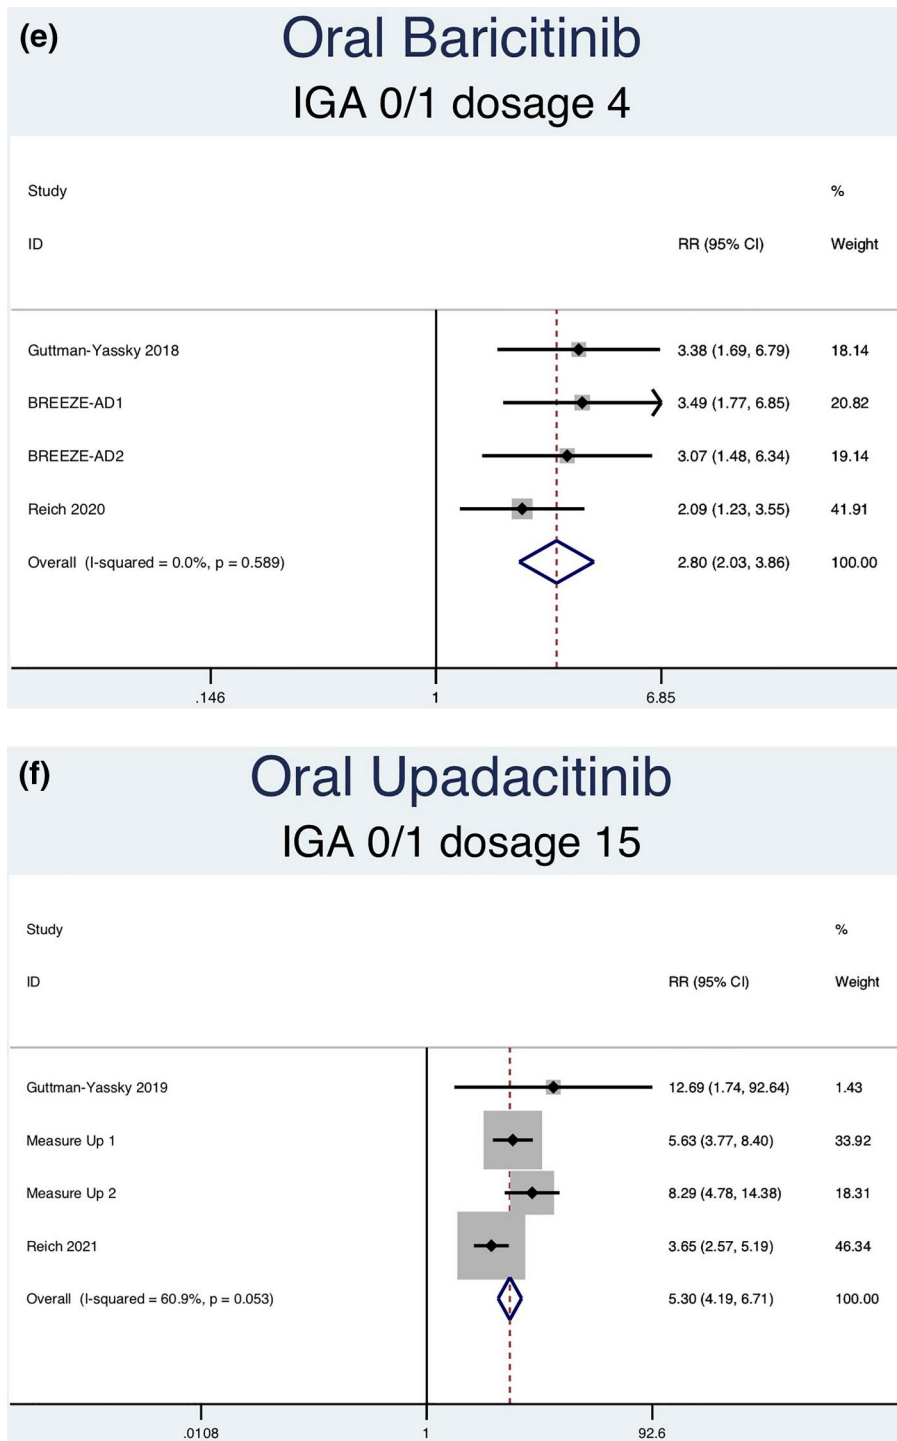 (e)
Oral Baricitinib
IGA 0/1 dosage 4
Study %
ID RR (95% CI) Weight
Guttman-Yassky 2018 3.38 (1.69, 6.79) 18.14
BREEZE-AD1 3.49 (1.77, 6.85) 20.82
BREEZE-AD2 3.07 (1.48, 6.34) 19.14
Reich 2020 2.09 (1.23, 3.55) 41.91
Overall (I-squared = 0.0%, p = 0.589) 2.80 (2.03, 3.86) 100.00
.146 1 6.85
(f)
Oral Upadacitinib
IGA 0/1 dosage 15
Study %
ID RR (95% CI) Weight
Guttman-Yassky 2019 12.69 (1.74, 92.64) 1.43
Measure Up 1 5.63 (3.77, 8.40) 33.92
Measure Up 2 8.29 (4.78, 14.38) 18.31
Reich 2021 3.65 (2.57, 5.19) 46.34
Overall (I-squared = 60.9%, p = 0.053) 5.30 (4.19, 6.71) 100.00
.0108 1 92.6